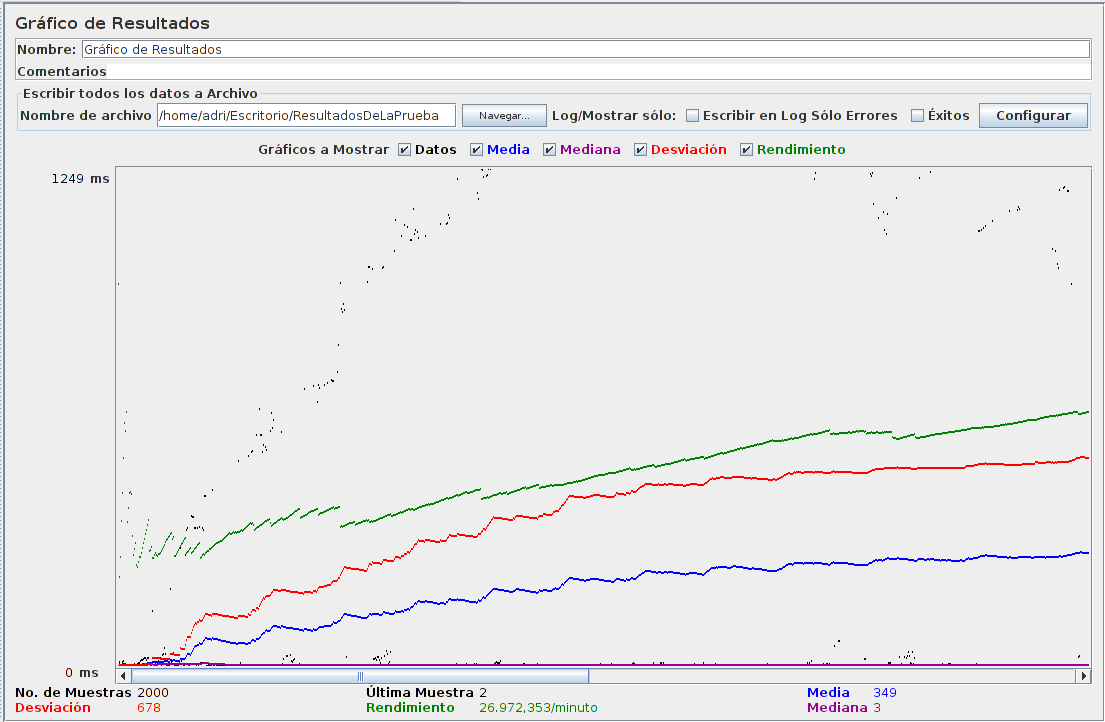 Gráfico de Resultados
Nombre: Gráfico de Resultados
Comentarios
Escribir todos los datos a Archivo
Nombre de archivo /home/adri/Escritorio/ResultadosDeLaPrueba Navegar... Log/Mostrar sólo: Escribir en Log Sólo Errores Éxitos Configurar
Gráficos a Mostrar Datos Media Mediana Desviación Rendimiento
1249 ms
0 ms
No. de Muestras 2000 Última Muestra 2 Media 349
Desviación 678 Rendimiento 26.972,353/minuto Mediana 3